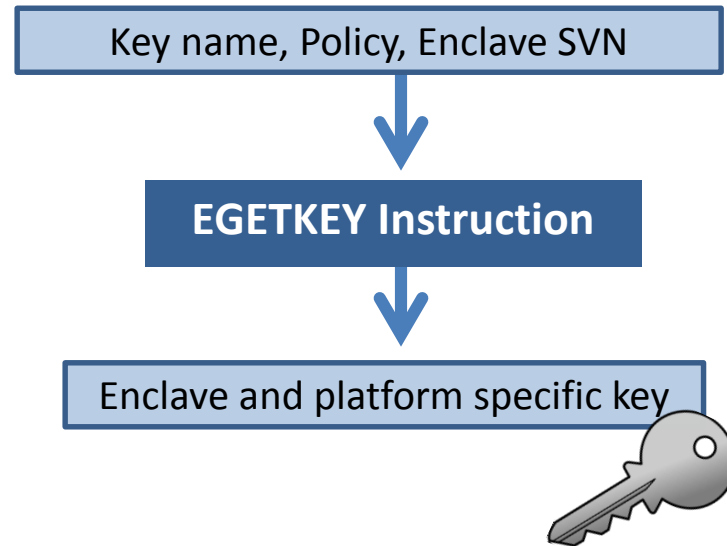 Key name, Policy, Enclave SVN
EGETKEY Instruction
Enclave and platform specific key